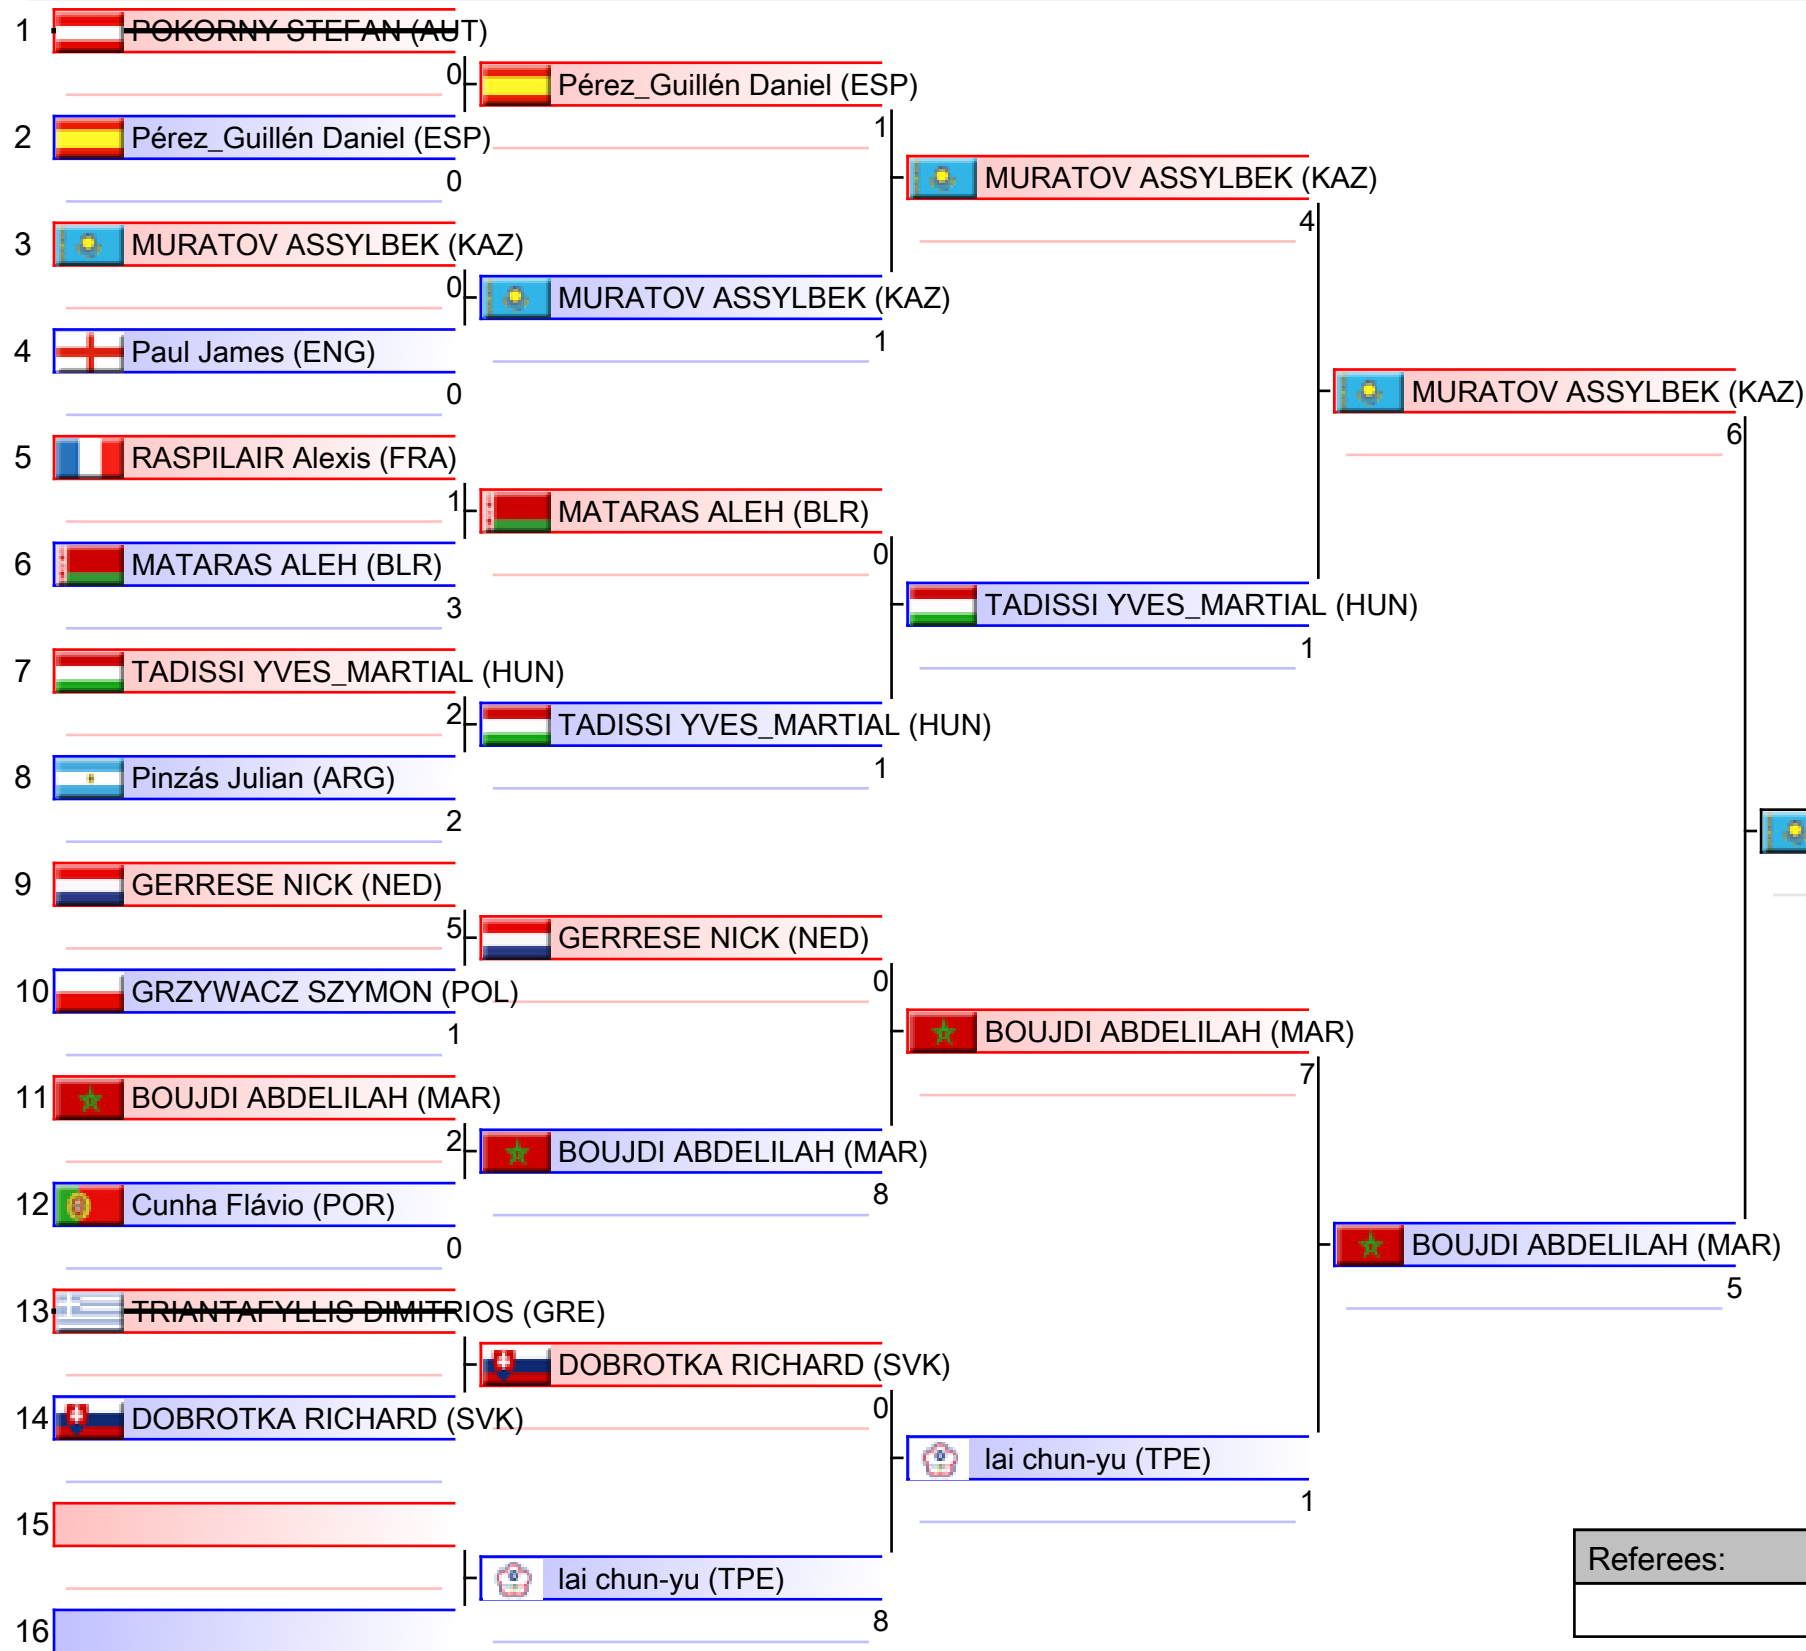 1 POKORNY STEFAN (AUT)
0 Pérez_Guillén Daniel (ESP)
2 Pérez_Guillén Daniel (ESP) 1
0 MURATOV ASSYLBEK (KAZ)
4
3 MURATOV ASSYLBEK (KAZ)
0 MURATOV ASSYLBEK (KAZ)
4 Paul James (ENG) 1
0 MURATOV ASSYLBEK (KAZ)
6
5 RASPILAIR Alexis (FRA)
1 MATARAS ALEH (BLR)
6 MATARAS ALEH (BLR) 0
3 TADISSI YVES_MARTIAL (HUN)
1
7 TADISSI YVES_MARTIAL (HUN)
2 TADISSI YVES_MARTIAL (HUN)
8 Pinzás Julian (ARG) 1
2
9 GERRESE NICK (NED)
5 GERRESE NICK (NED)
10 GRZYWACZ SZYMON (POL) 0
1 BOUJDI ABDELILAH (MAR)
7
11 BOUJDI ABDELILAH (MAR)
2 BOUJDI ABDELILAH (MAR)
12 Cunha Flávio (POR) 8
0 BOUJDI ABDELILAH (MAR)
5
13 TRIANTAFYLLIS DIMITRIOS (GRE)
DOBROTKA RICHARD (SVK)
14 DOBROTKA RICHARD (SVK) 0
lai chun-yu (TPE)
1
15
lai chun-yu (TPE)
16 8
Referees: